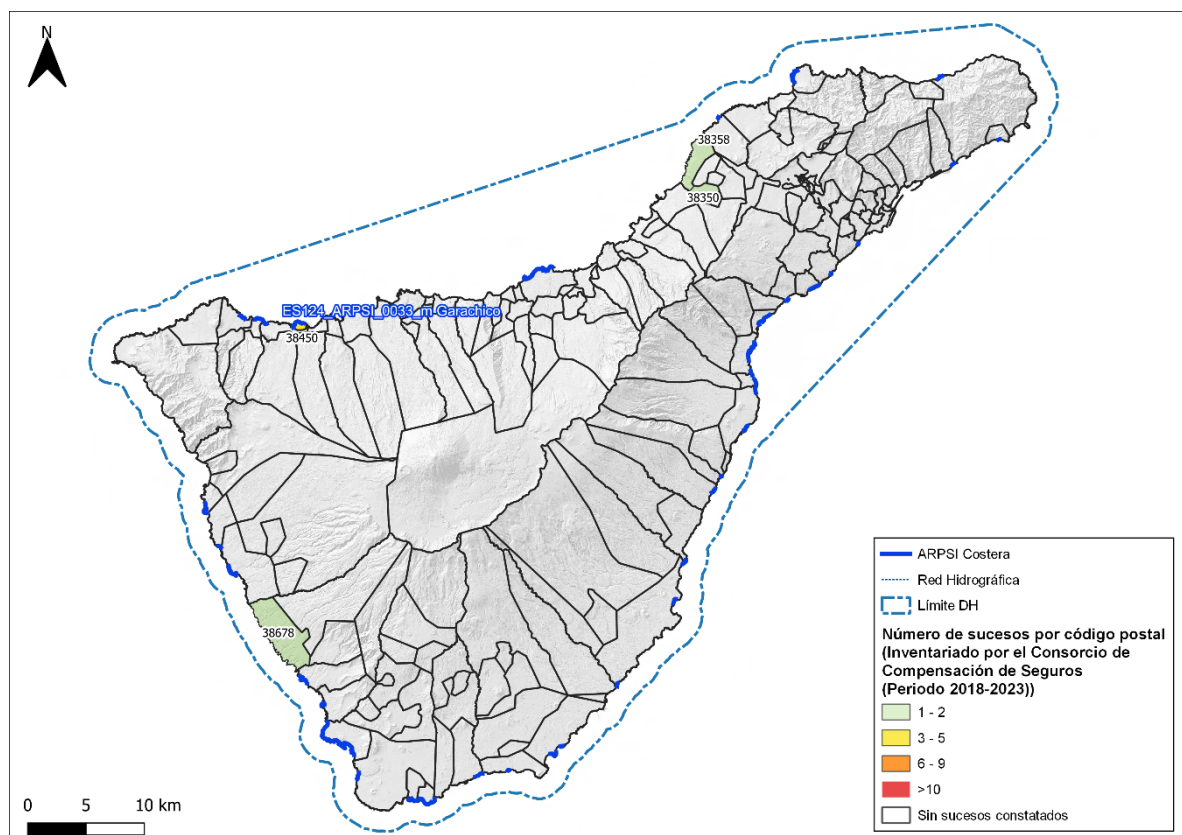 N
38358
38350
ES124_ARPSI_0033_m-Garachico
38450
38678
ARPSI Costera
Red Hidrográfica
Límite DH
Número de sucesos por código postal
(Inventariado por el Consorcio de
Compensación de Seguros
(Periodo 2018-2023))
1 - 2
3 - 5
6 - 9
>10
Sin sucesos constatados
0 5 10 km